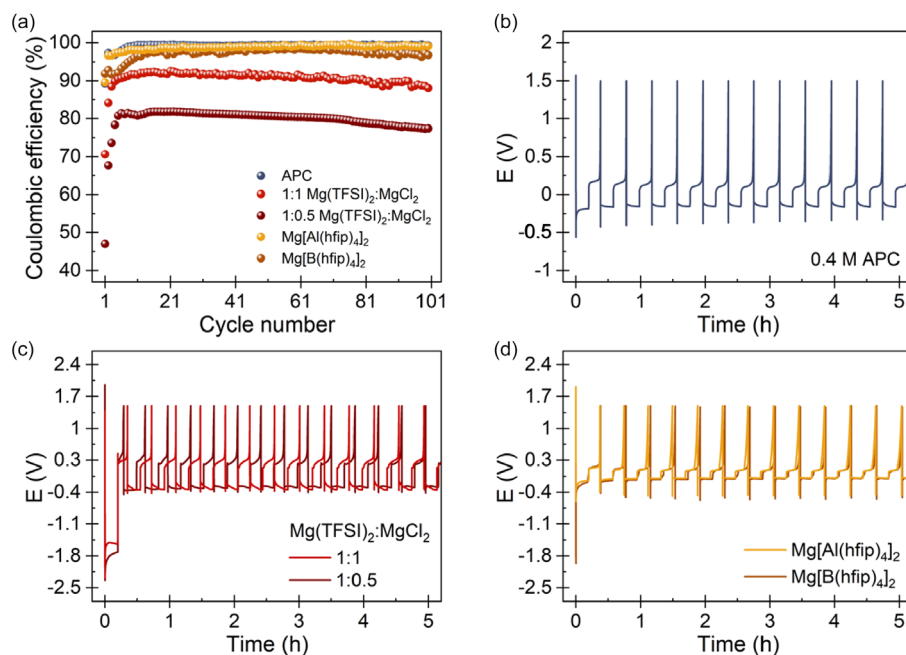 (a)
Coulombic efficiency (%)
100
90
80
70
60
50
40
APC
1:1 Mg(TFSI)₂:MgCl₂
1:0.5 Mg(TFSI)₂:MgCl₂
Mg[Al(hfip)₄]₂
Mg[B(hfip)₄]₂
1 21 41 61 81 101
Cycle number
(b)
E (V)
2
1.5
1
0.5
0
-0.5
-1
0.4 M APC
0 1 2 3 4 5
Time (h)
(c)
E (V)
2.4
1.7
1
0.3
-0.4
-1.1
-1.8
-2.5
Mg(TFSI)₂:MgCl₂
1:1
1:0.5
0 1 2 3 4 5
Time (h)
(d)
E (V)
2.4
1.7
1
0.3
-0.4
-1.1
-1.8
-2.5
Mg[Al(hfip)₄]₂
Mg[B(hfip)₄]₂
0 1 2 3 4 5
Time (h)